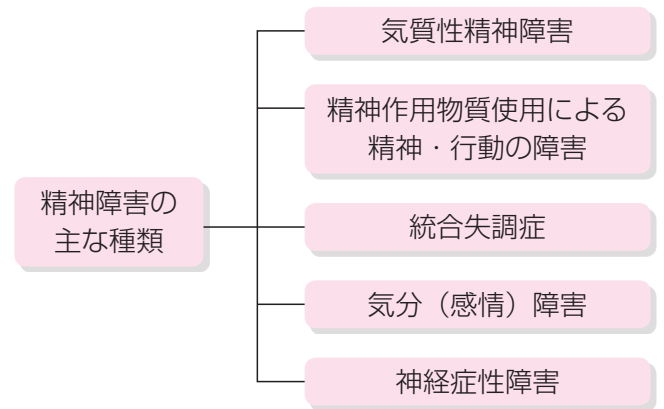 精神障害の
主な種類
気質性精神障害
精神作用物質使用による
精神・行動の障害
統合失調症
気分（感情）障害
神経症性障害